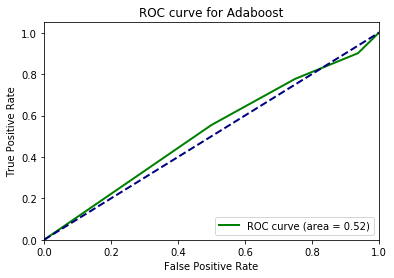 ROC curve for Adaboost
True Positive Rate
1.0
0.8
0.6
0.4
0.2
0.0
ROC curve (area = 0.52)
0.0 0.2 0.4 0.6 0.8 1.0
False Positive Rate